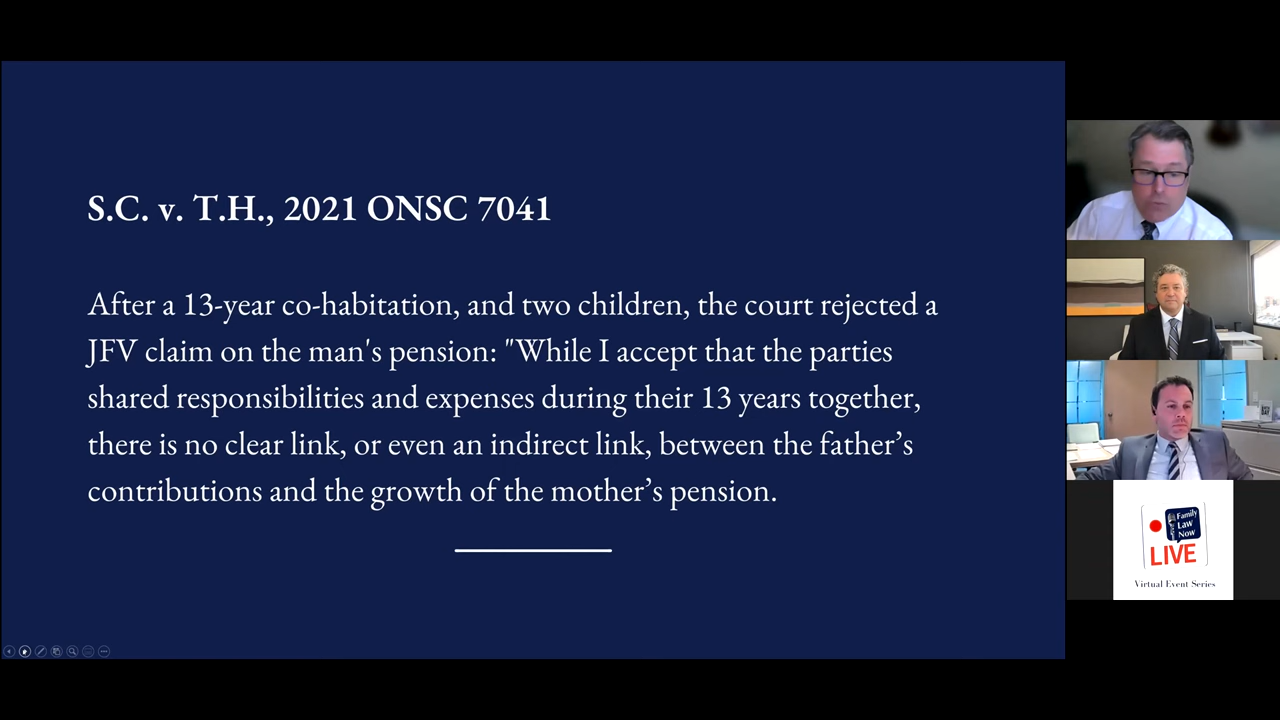 S.C. v. T.H., 2021 ONSC 7041
After a 13-year co-habitation, and two children, the court rejected a
JFV claim on the man's pension: "While I accept that the parties
shared responsibilities and expenses during their 13 years together,
there is no clear link, or even an indirect link, between the father’s
contributions and the growth of the mother’s pension.
Family
Law
Now
LIVE
Virtual Event Series